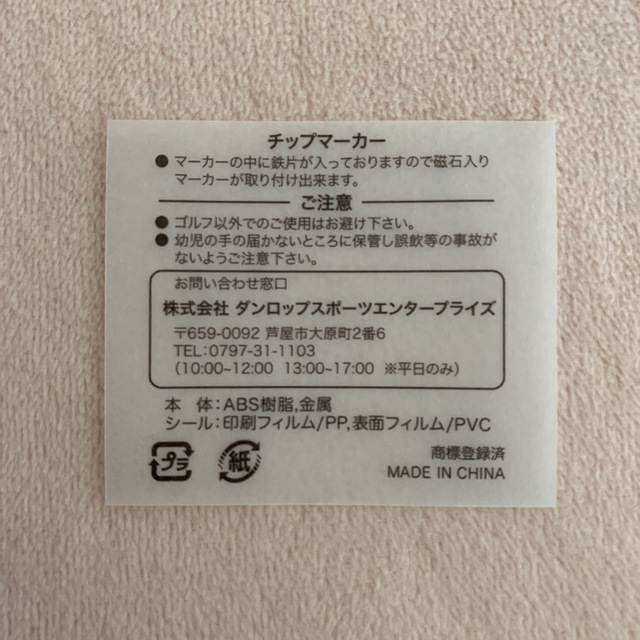 チップマーカー
● マーカーの中に鉄片が入っておりますので磁石入り
マーカーが取り付け出来ます。
ご注意
● ゴルフ以外でのご使用はお避け下さい。
● 幼児の手の届かないところに保管し誤飲等の事故が
ないようご注意下さい。
お問い合わせ窓口
株式会社 ダンロップスポーツエンタープライズ
〒659-0092 芦屋市大原町2番6
TEL:0797-31-1103
(10:00~12:00 13:00~17:00 ※平日のみ)
本 体:ABS樹脂,金属
シール:印刷フィルム/PP,表面フィルム/PVC
プラ 紙
商標登録済
MADE IN CHINA